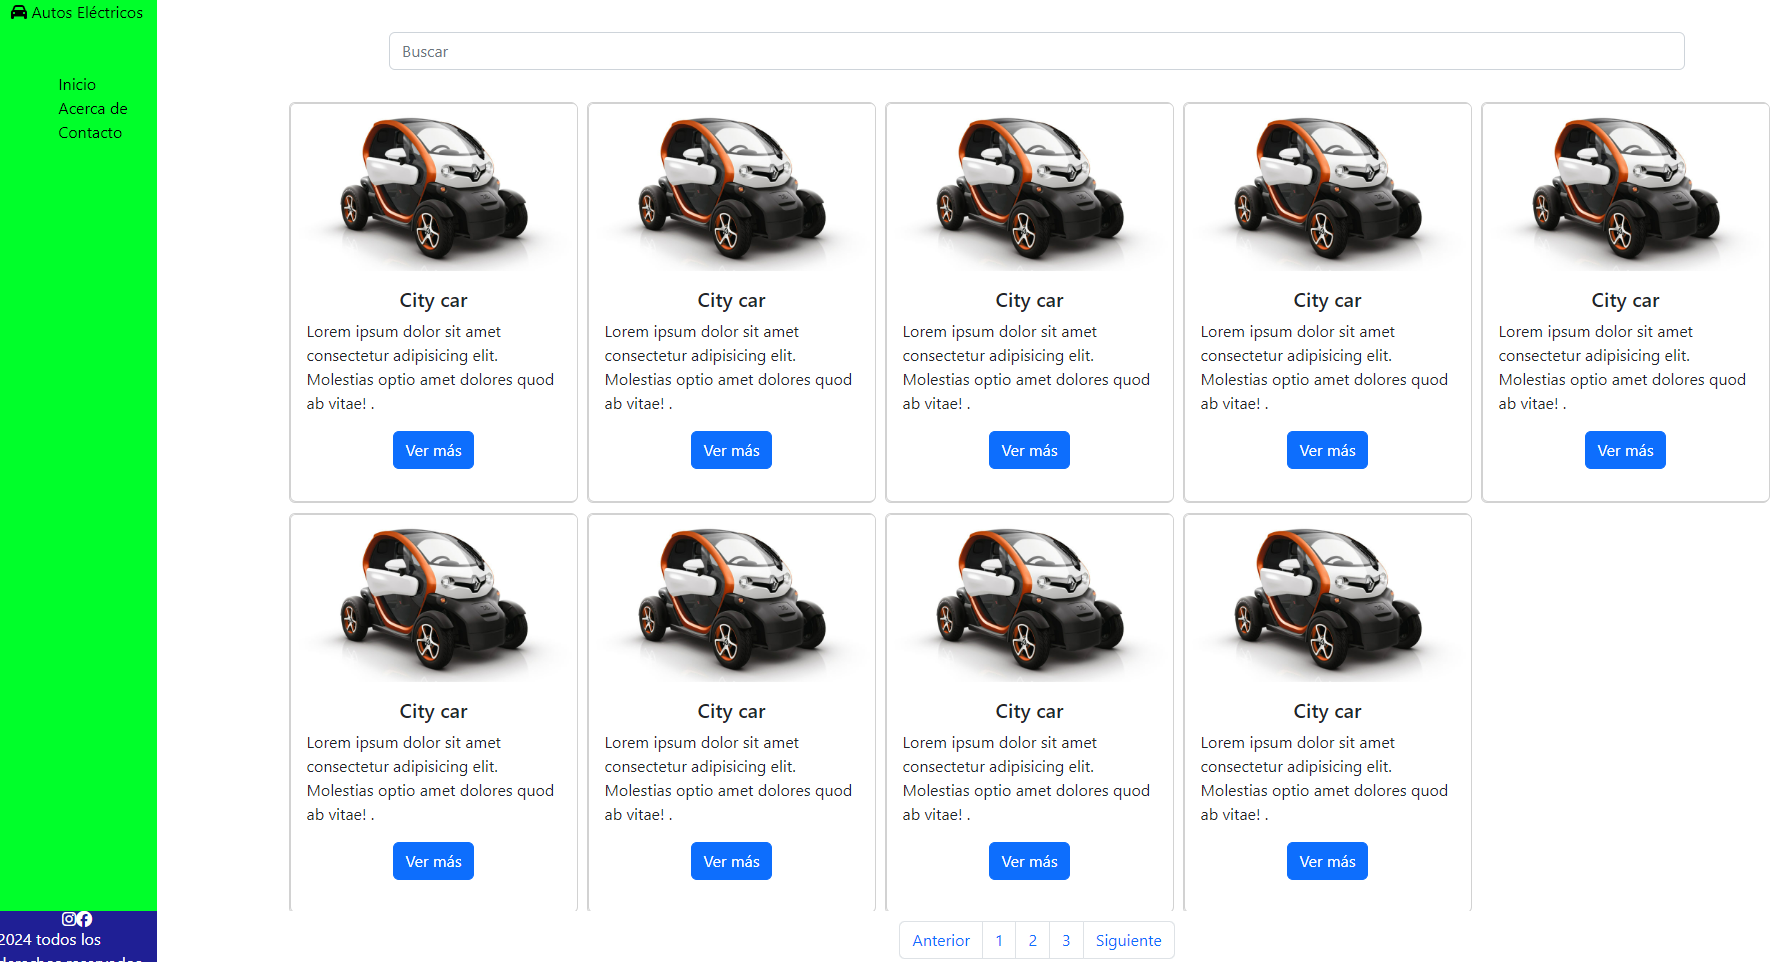 Autos Eléctricos
Inicio
Acerca de
Contacto
2024 todos los
derechos reservados
Buscar
City car
Lorem ipsum dolor sit amet
consectetur adipisicing elit.
Molestias optio amet dolores quod
ab vitae! .
Ver más
City car
Lorem ipsum dolor sit amet
consectetur adipisicing elit.
Molestias optio amet dolores quod
ab vitae! .
Ver más
City car
Lorem ipsum dolor sit amet
consectetur adipisicing elit.
Molestias optio amet dolores quod
ab vitae! .
Ver más
City car
Lorem ipsum dolor sit amet
consectetur adipisicing elit.
Molestias optio amet dolores quod
ab vitae! .
Ver más
City car
Lorem ipsum dolor sit amet
consectetur adipisicing elit.
Molestias optio amet dolores quod
ab vitae! .
Ver más
City car
Lorem ipsum dolor sit amet
consectetur adipisicing elit.
Molestias optio amet dolores quod
ab vitae! .
Ver más
City car
Lorem ipsum dolor sit amet
consectetur adipisicing elit.
Molestias optio amet dolores quod
ab vitae! .
Ver más
City car
Lorem ipsum dolor sit amet
consectetur adipisicing elit.
Molestias optio amet dolores quod
ab vitae! .
Ver más
City car
Lorem ipsum dolor sit amet
consectetur adipisicing elit.
Molestias optio amet dolores quod
ab vitae! .
Ver más
Anterior 1 2 3 Siguiente